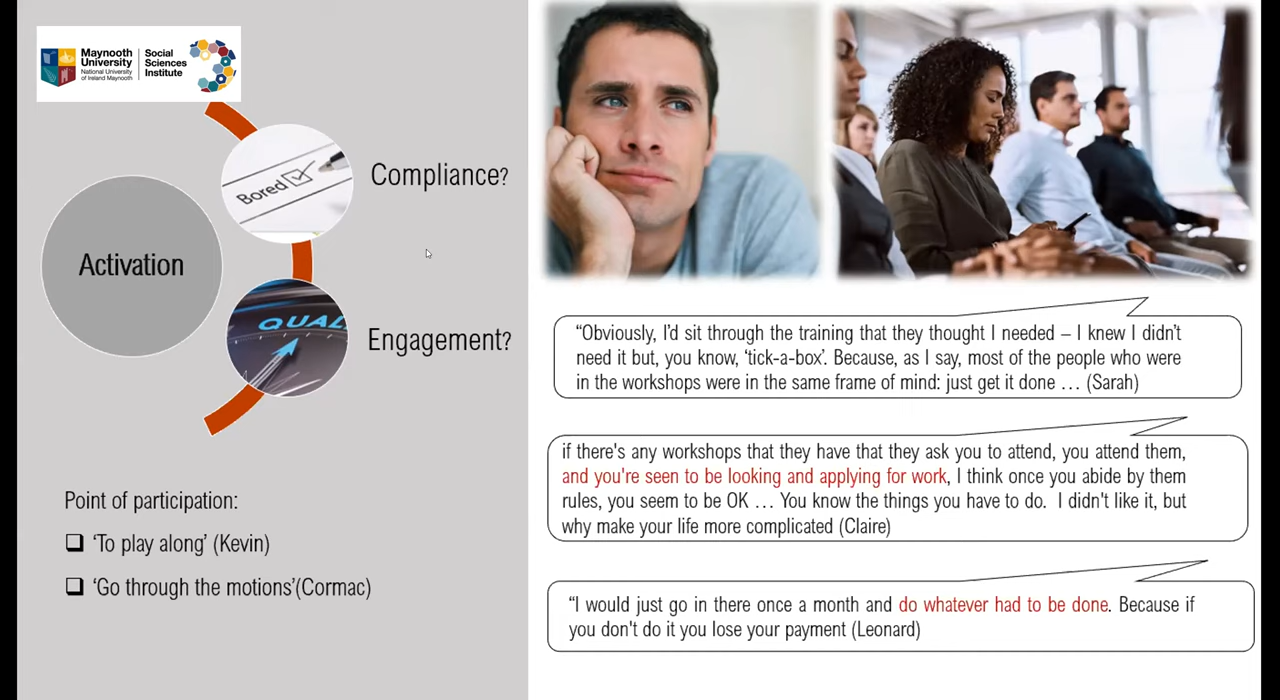 Maynooth
University
National University
of Ireland Maynooth
Social
Sciences
Institute
Activation
Bored
Compliance?
QUAL
Engagement?
Point of participation:
‘To play along’ (Kevin)
‘Go through the motions’(Cormac)
“Obviously, I’d sit through the training that they thought I needed – I knew I didn’t
need it but, you know, ‘tick-a-box’. Because, as I say, most of the people who were
in the workshops were in the same frame of mind: just get it done … (Sarah)
if there's any workshops that they have that they ask you to attend, you attend them,
and you're seen to be looking and applying for work, I think once you abide by them
rules, you seem to be OK … You know the things you have to do. I didn't like it, but
why make your life more complicated (Claire)
“I would just go in there once a month and do whatever had to be done. Because if
you don't do it you lose your payment (Leonard)